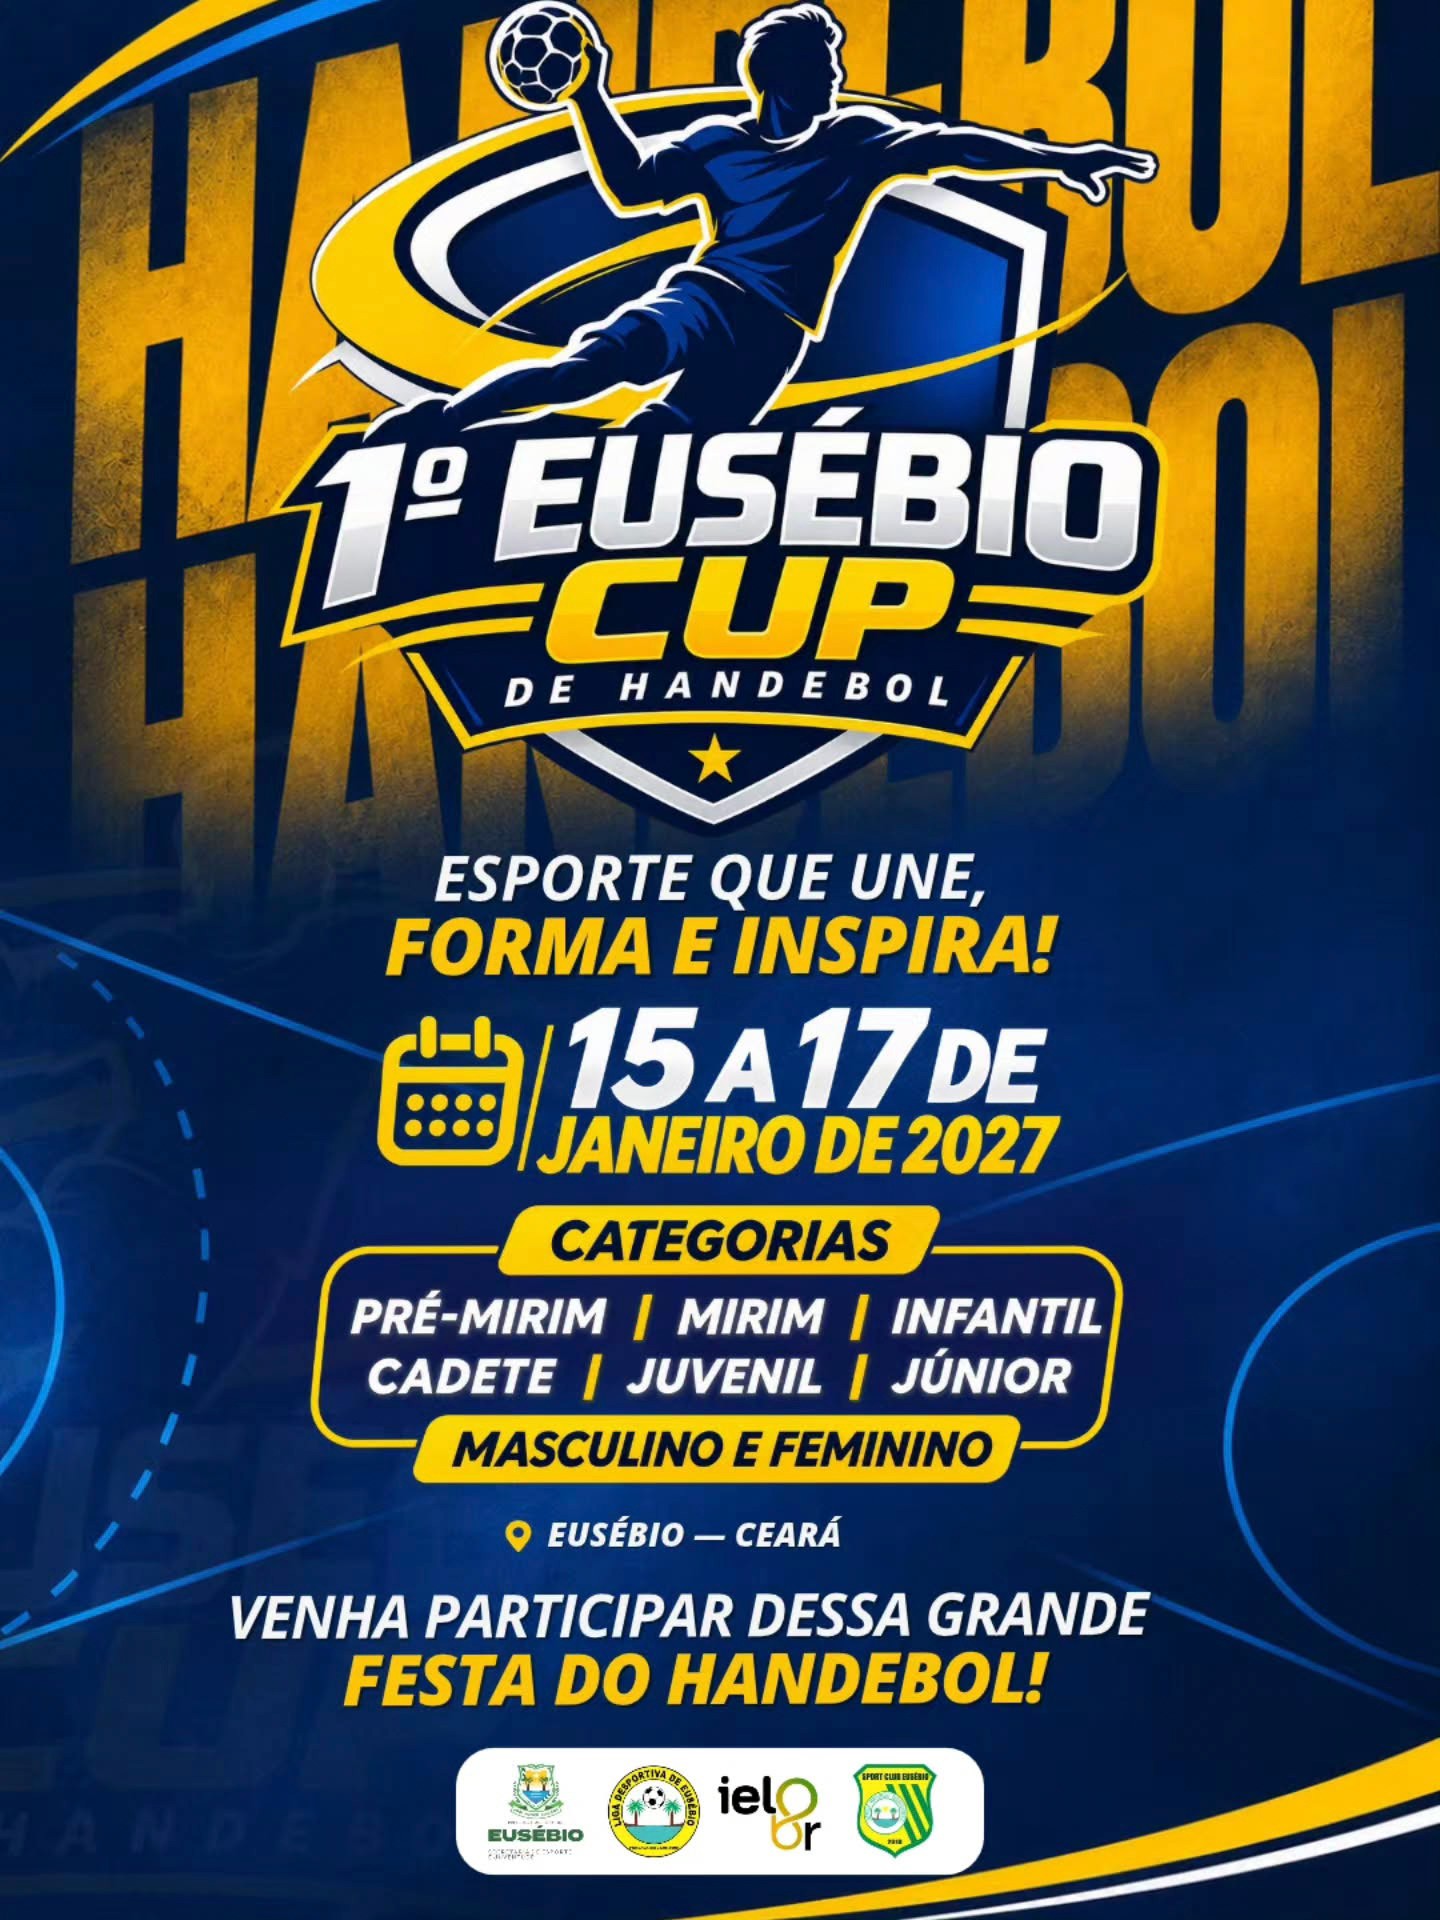 HANDEBOL
HANDEBOL
1º EUSÉBIO
CUP
DE HANDEBOL
ESPORTE QUE UNE,
FORMA E INSPIRA!
15 A 17 DE
JANEIRO DE 2027
CATEGORIAS
PRÉ-MIRIM | MIRIM | INFANTIL
CADETE | JUVENIL | JÚNIOR
MASCULINO E FEMININO
EUSÉBIO — CEARÁ
VENHA PARTICIPAR DESSA GRANDE
FESTA DO HANDEBOL!
EUSÉBIO
LIGA DESPORTIVA DE EUSÉBIO
ielbr
SPORT CLUB EUSÉBIO